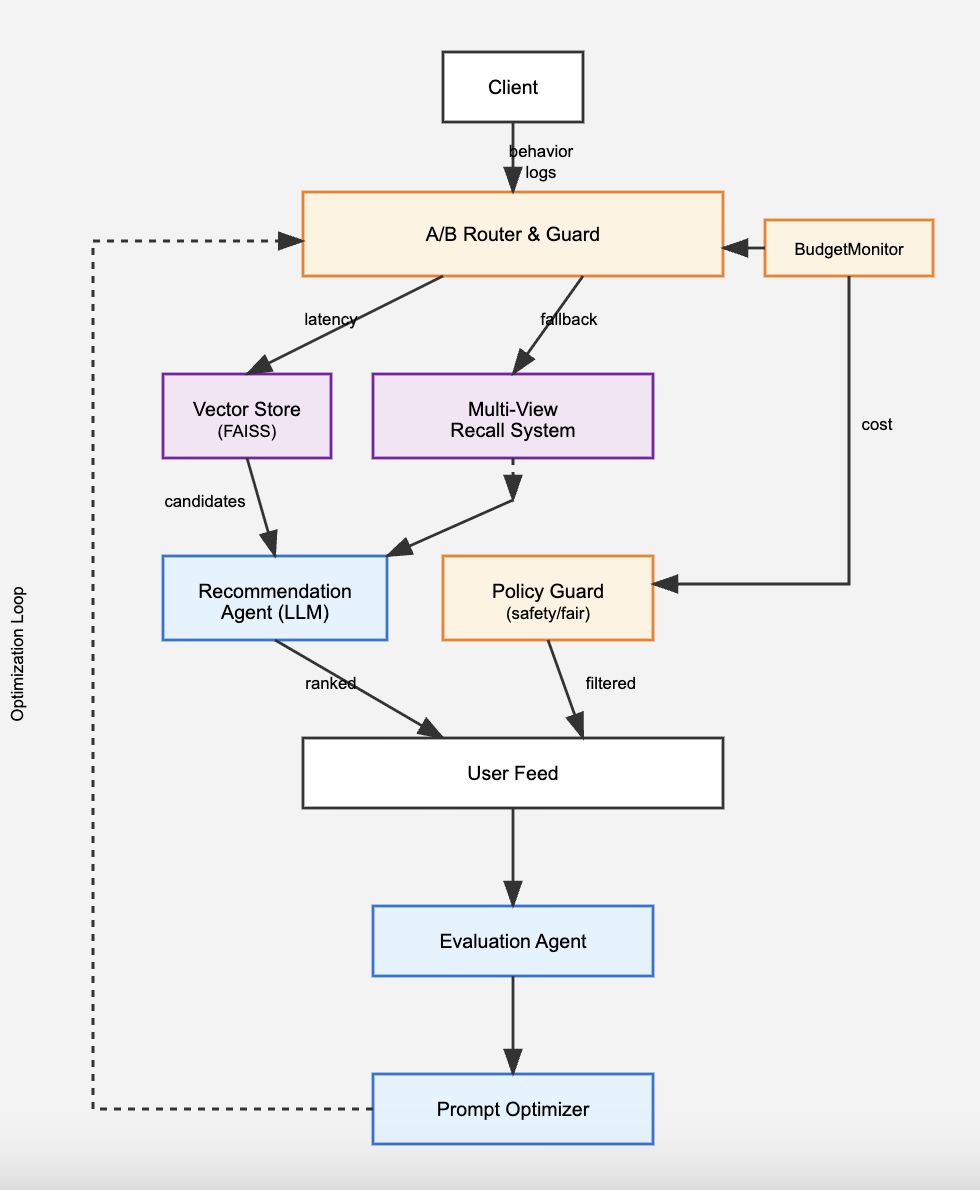 Client
behavior
logs
A/B Router & Guard
BudgetMonitor
latency
fallback
Vector Store
(FAISS)
Multi-View
Recall System
cost
candidates
Recommendation
Agent (LLM)
Policy Guard
(safety/fair)
Optimization Loop
ranked
filtered
User Feed
Evaluation Agent
Prompt Optimizer